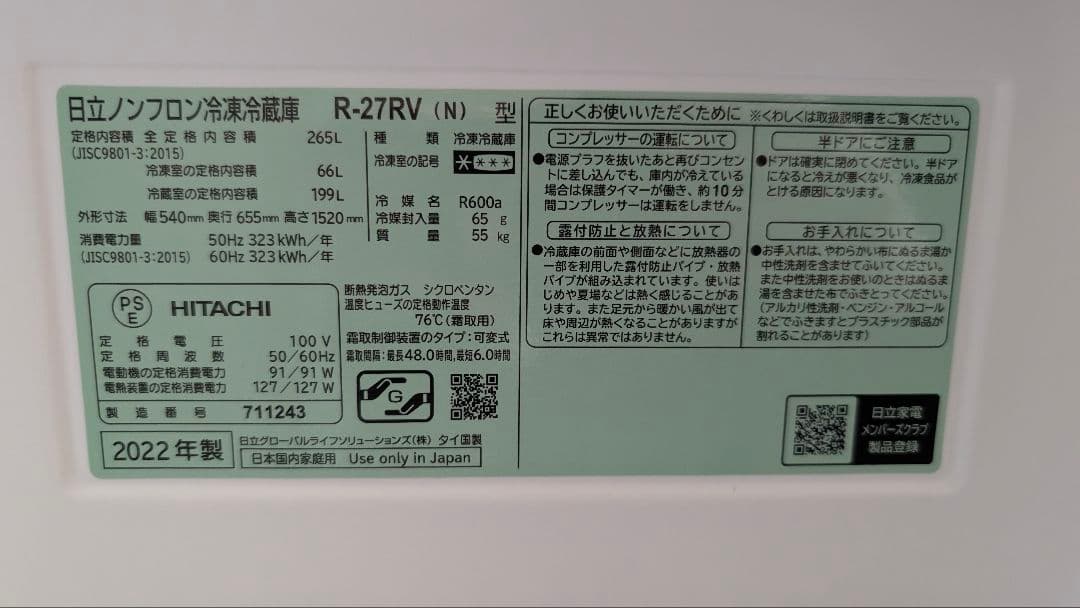 日立ノンフロン冷凍冷蔵庫 R-27RV (N) 型
定格内容積 全定格内容積 265L
(JISC9801-3:2015)
冷凍室の定格内容積 66L
冷蔵室の定格内容積 199L
外形寸法 幅540mm 奥行655mm 高さ1520mm
消費電力量 50Hz 323kWh/年
(JISC9801-3:2015) 60Hz 323kWh/年
種類 冷凍冷蔵庫
冷凍室の記号 ****
冷媒名 R600a
冷媒封入量 65 g
質量 55 kg
PSE
HITACHI
定格電圧 100 V
定格周波数 50/60Hz
電動機の定格消費電力 91/91 W
電熱装置の定格消費電力 127/127 W
製造番号 711243
断熱発泡ガス シクロペンタン
温度ヒューズの定格動作温度
76℃(霜取用)
霜取制御装置のタイプ:可変式
霜取間隔:最長48.0時間,最短6.0時間
G
2022年製
日立グローバルライフソリューションズ(株) タイ国製
日本国内家庭用 Use only in Japan
正しくお使いいただくために ※くわしくは取扱説明書をご覧ください。
コンプレッサーの運転について
●電源プラグを抜いたあと再びコンセン
トに差し込んでも、庫内が冷えている
場合は保護タイマーが働き、約10分
間コンプレッサーは運転をしません。
露付防止と放熱について
●冷蔵庫の前面や側面などに放熱器の
一部を利用した露付防止パイプ・放熱
パイプが組み込まれています。使いは
じめや夏場などは熱く感じることがあ
ります。また足元から暖かい風が出て
床や周辺が熱くなることがありますが
これらは異常ではありません。
半ドアにご注意
●ドアは確実に閉めてください。半ドア
になると冷えが悪くなり、冷凍食品が
とける原因になります。
お手入れについて
●お手入れは、やわらかい布にぬるま湯か
中性洗剤を含ませてふいてください。
また中性洗剤をお使いのときはぬるま
湯を含ませた布でふきとってください。
(アルカリ性洗剤・ベンジン・アルコール
などでふきますとプラスチック部品が
割れることがあります)
日立家電
メンバーズクラブ
製品登録